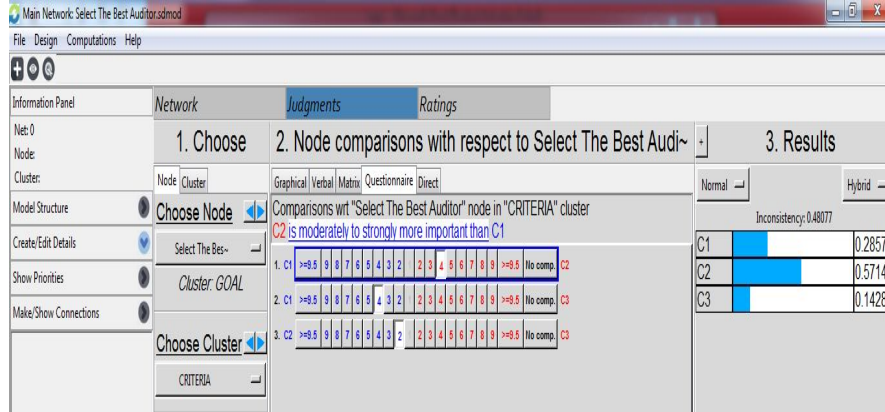 Main Network: Select The Best Auditor.sdmod
File Design Computations Help
Information Panel
Net: 0
Node:
Cluster:
Model Structure
Create/Edit Details
Show Priorities
Make/Show Connections
Network Judgments Ratings
1. Choose
Node Cluster
Choose Node
Select The Bes~
Cluster: GOAL
Choose Cluster
CRITERIA
2. Node comparisons with respect to Select The Best Audi~
Graphical Verbal Matrix Questionnaire Direct
Comparisons wrt "Select The Best Auditor" node in "CRITERIA" cluster
C2 is moderately to strongly more important than C1
1. C1 >=9.5 9 8 7 6 5 4 3 2 2 3 4 5 6 7 8 9 >=9.5 No comp. C2
2. C1 >=9.5 9 8 7 6 5 4 3 2 2 3 4 5 6 7 8 9 >=9.5 No comp. C3
3. C2 >=9.5 9 8 7 6 5 4 3 2 2 3 4 5 6 7 8 9 >=9.5 No comp. C3
+ 3. Results
Normal Hybrid
Inconsistency: 0.48077
C1 0.2857
C2 0.5714
C3 0.1428